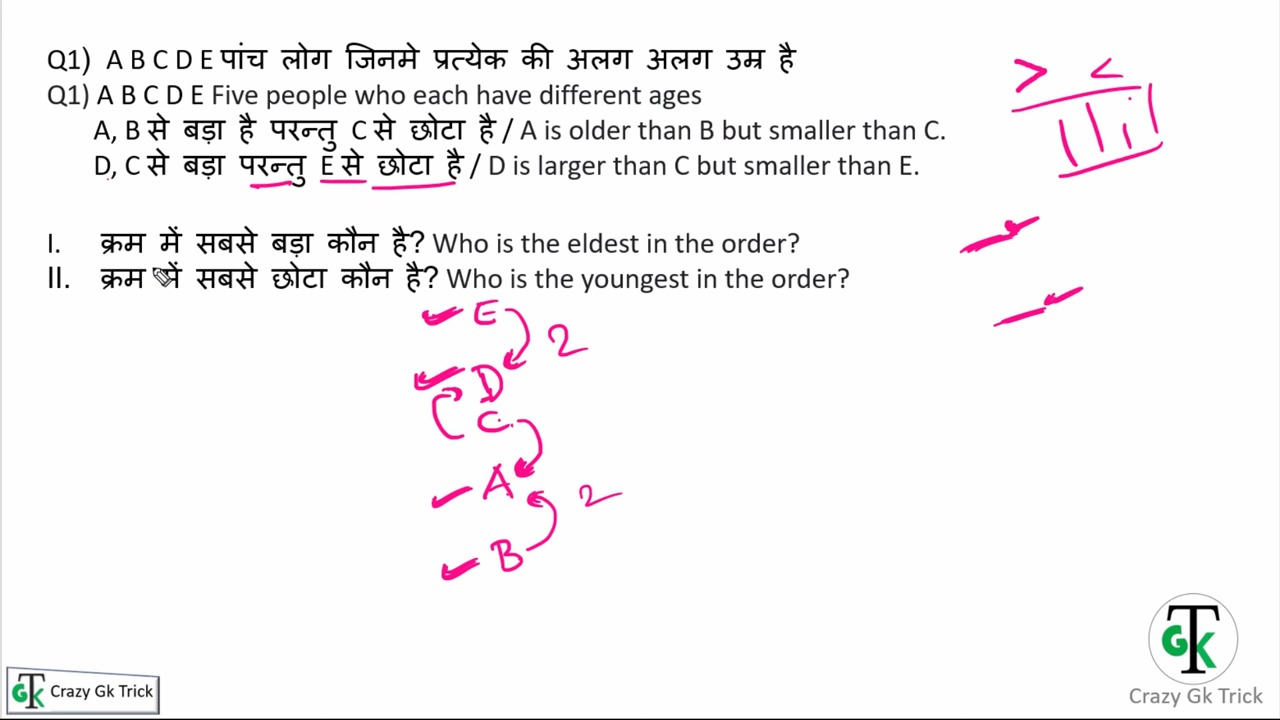 Q1) A B C D E पांच लोग जिनमे प्रत्येक की अलग अलग उम्र है
Q1) A B C D E Five people who each have different ages
A, B से बड़ा है परन्तु C से छोटा है / A is older than B but smaller than C.
D, C से बड़ा परन्तु E से छोटा है / D is larger than C but smaller than E.
I. क्रम में सबसे बड़ा कौन है? Who is the eldest in the order?
II. क्रम में सबसे छोटा कौन है? Who is the youngest in the order?
> <
E
2
D
C
A
2
B
GTK Crazy Gk Trick
GTK
Crazy Gk Trick